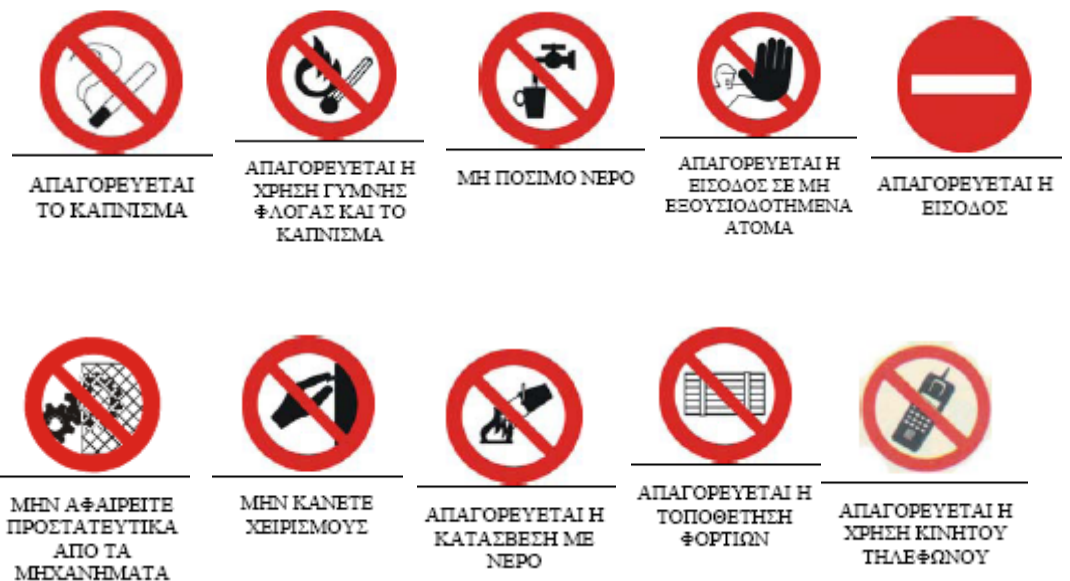 ΑΠΑΓΟΡΕΥΕΤΑΙ
ΤΟ ΚΑΠΝΙΣΜΑ
ΑΠΑΓΟΡΕΥΕΤΑΙ Η
ΧΡΗΣΗ ΓΥΜΝΗΣ
ΦΛΟΓΑΣ ΚΑΙ ΤΟ
ΚΑΠΝΙΣΜΑ
ΜΗ ΠΟΣΙΜΟ ΝΕΡΟ
ΑΠΑΓΟΡΕΥΕΤΑΙ Η
ΕΙΣΟΔΟΣ ΣΕ ΜΗ
ΕΞΟΥΣΙΟΔΟΤΗΜΕΝΑ
ΑΤΟΜΑ
ΑΠΑΓΟΡΕΥΕΤΑΙ Η
ΕΙΣΟΔΟΣ
ΜΗΝ ΑΦΑΙΡΕΙΤΕ
ΠΡΟΣΤΑΤΕΥΤΙΚΑ
ΑΠΟ ΤΑ
ΜΗΧΑΝΗΜΑΤΑ
ΜΗΝ ΚΑΝΕΤΕ
ΧΕΙΡΙΣΜΟΥΣ
ΑΠΑΓΟΡΕΥΕΤΑΙ Η
ΚΑΤΑΣΒΕΣΗ ΜΕ
ΝΕΡΟ
ΑΠΑΓΟΡΕΥΕΤΑΙ Η
ΤΟΠΟΘΕΤΗΣΗ
ΦΟΡΤΙΩΝ
ΑΠΑΓΟΡΕΥΕΤΑΙ Η
ΧΡΗΣΗ ΚΙΝΗΤΟΥ
ΤΗΛΕΦΩΝΟΥ